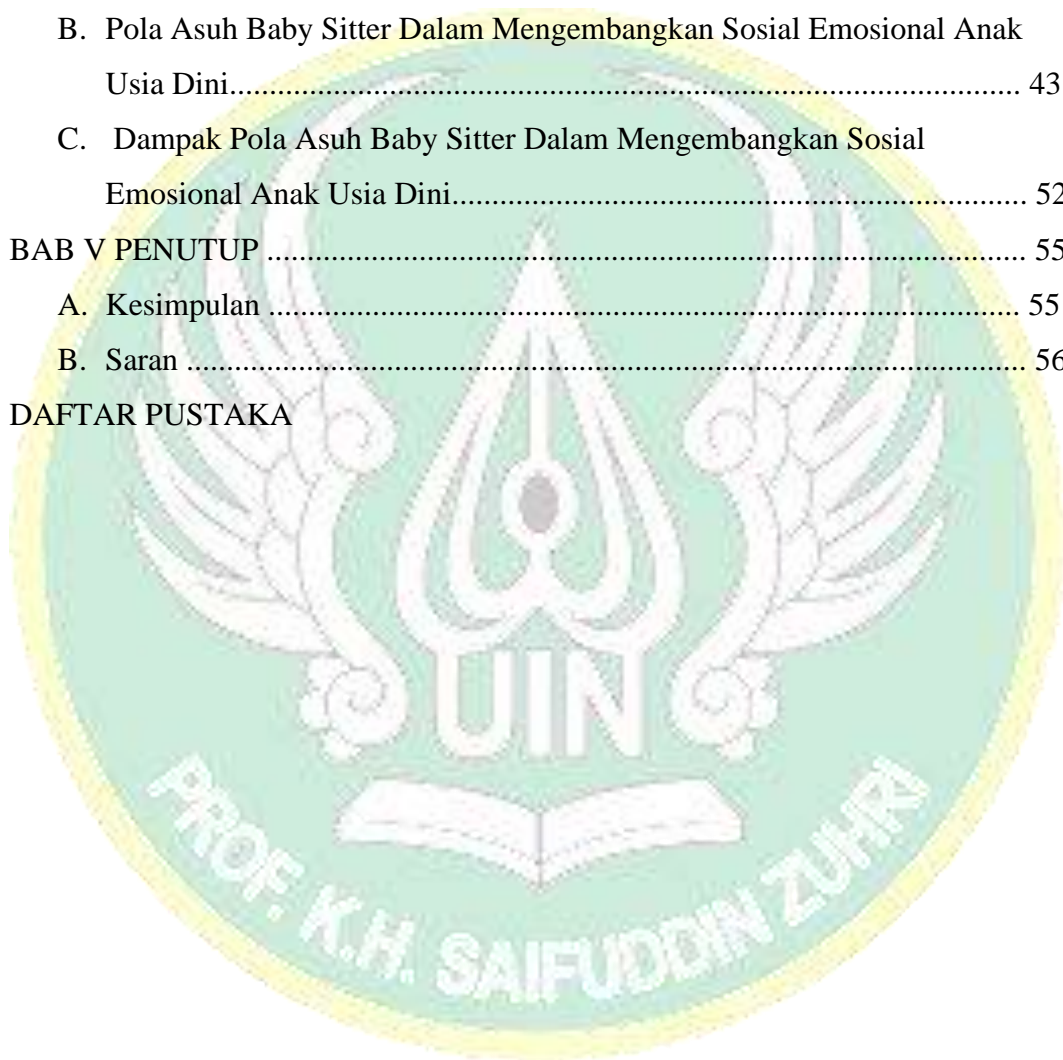 B. Pola Asuh Baby Sitter Dalam Mengembangkan Sosial Emosional Anak
Usia Dini.................................................................................................. 43
C. Dampak Pola Asuh Baby Sitter Dalam Mengembangkan Sosial
Emosional Anak Usia Dini....................................................................... 52
BAB V PENUTUP .............................................................................................. 55
A. Kesimpulan ............................................................................................. 55
B. Saran ....................................................................................................... 56
DAFTAR PUSTAKA
UIN
PROF. K.H. SAIFUDDIN ZUHRI